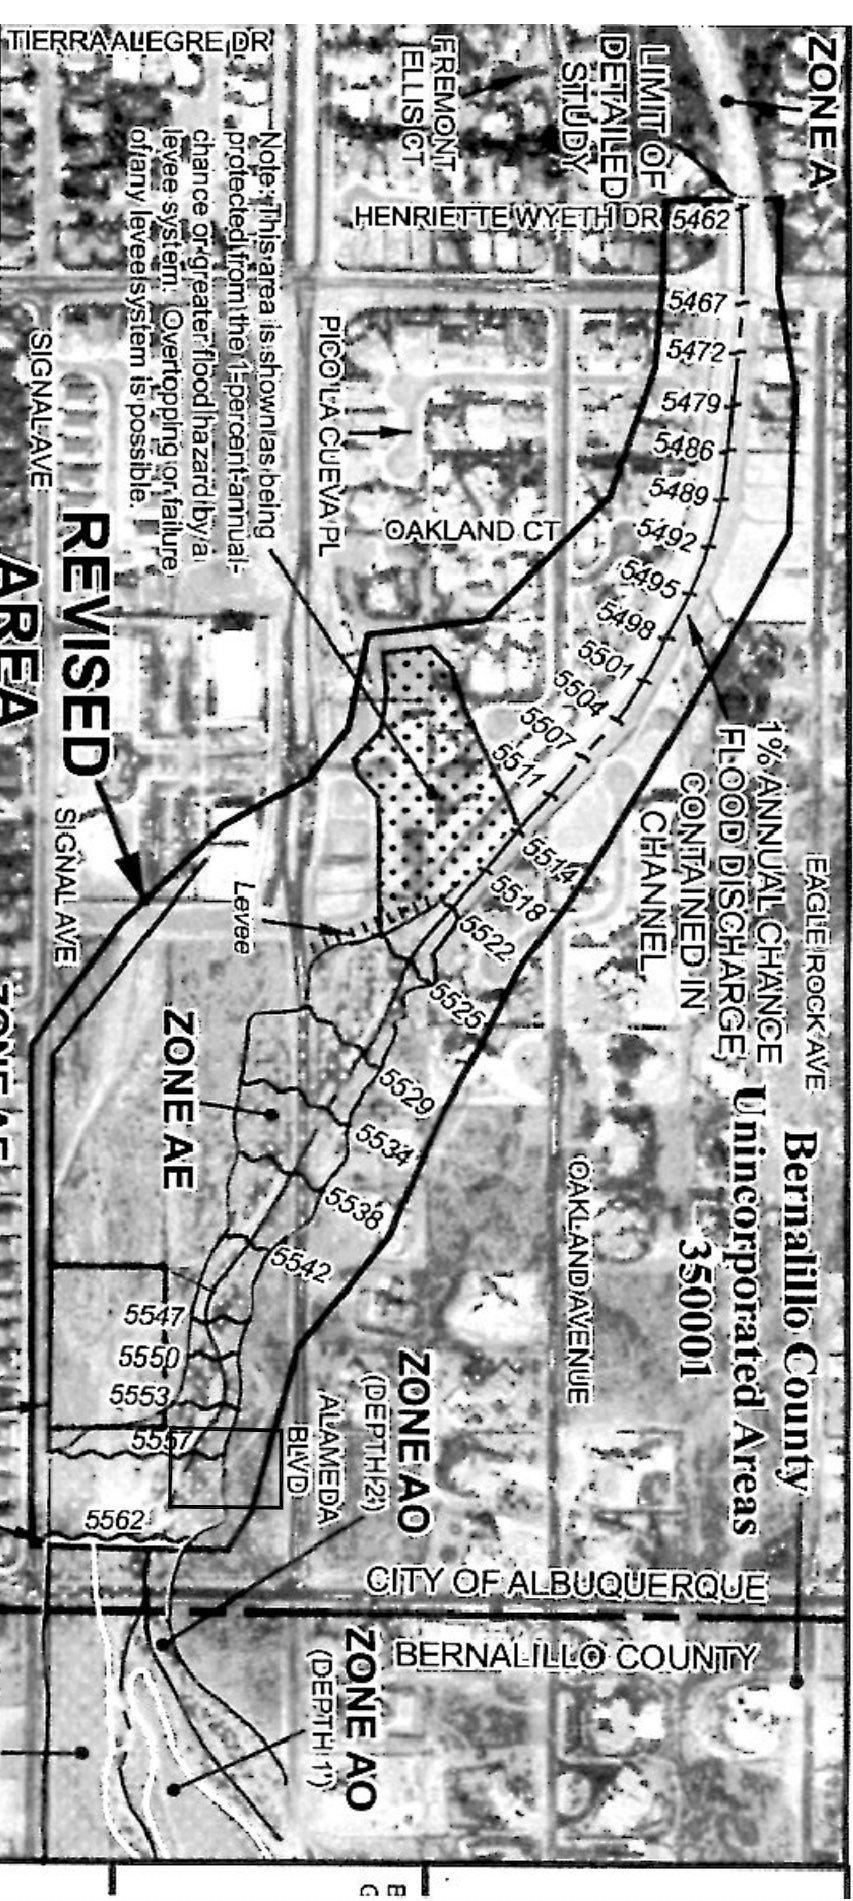 TIERRA ALEGRE DR
ZONE A
LIMIT OF
DETAILED
STUDY
FREMONT
ELLIS CT
HENRIETTE WYETH DR
Note: This area is shown as being
protected from the 1-percent-annual-
chance or greater flood hazard by a
levee system. Overtopping or failure
of any levee system is possible.
SIGNAL AVE
PICO LA CUEVA PL
OAKLAND CT
5462
5467
5472
5479
5486
5489
5492
5495
5498
5501
5504
5507
5511
5514
5518
5522
5525
5529
5534
5538
5542
5547
5550
5553
5557
5562
REVISED
AREA
SIGNAL AVE
Levee
1% ANNUAL CHANCE
FLOOD DISCHARGE
CONTAINED IN
CHANNEL
EAGLE ROCK AVE
Bernalillo County
Unincorporated Areas
350001
ZONE AE
OAKLAND AVENUE
ZONE AE
ZONE AO
(DEPTH 2')
ALAMEDA
BLVD
CITY OF ALBUQUERQUE
BERNALILLO COUNTY
ZONE AO
(DEPTH 1')